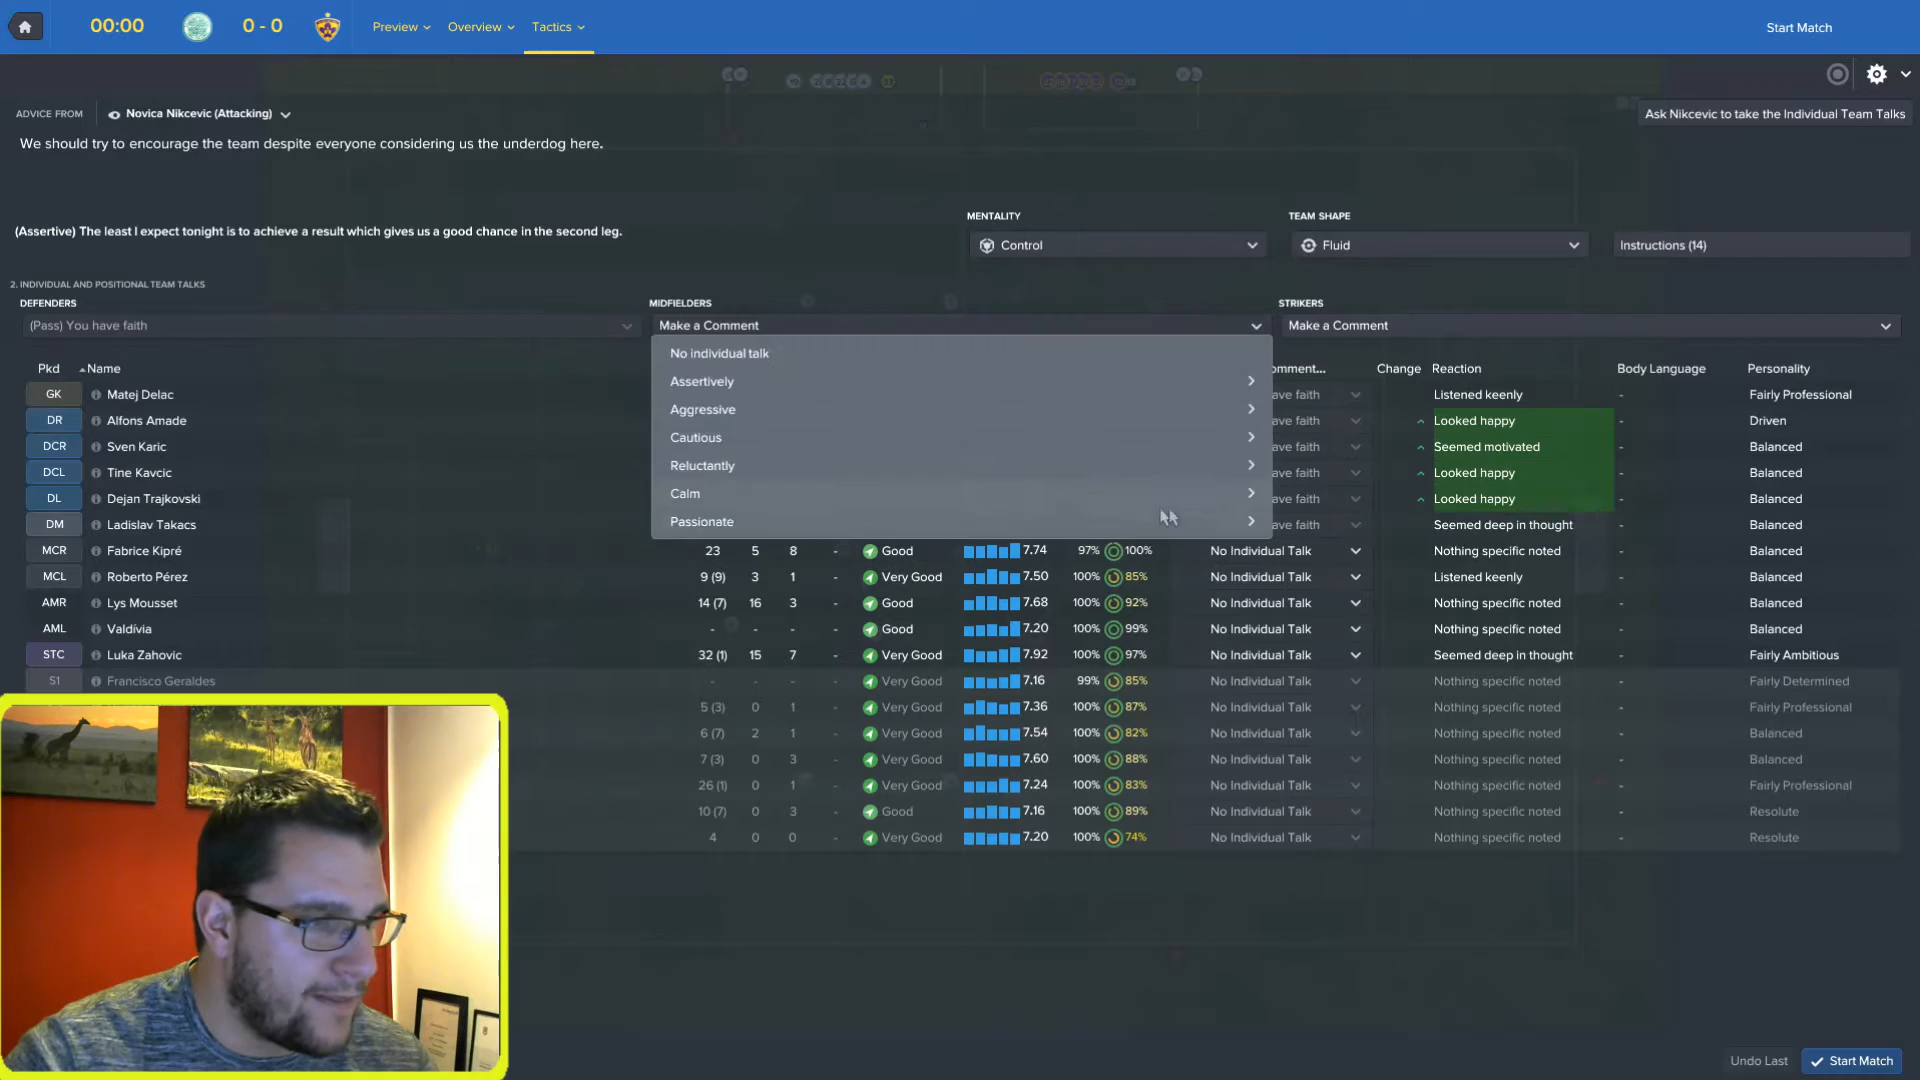 00:00 0 - 0 Preview Overview Tactics Start Match
ADVICE FROM Novica Nikcevic (Attacking) Ask Nikcevic to take the Individual Team Talks
We should try to encourage the team despite everyone considering us the underdog here.
MENTALITY TEAM SHAPE
(Assertive) The least I expect tonight is to achieve a result which gives us a good chance in the second leg.
Control Fluid Instructions (14)
2. INDIVIDUAL AND POSITIONAL TEAM TALKS
DEFENDERS MIDFIELDERS STRIKERS
(Pass) You have faith Make a Comment Make a Comment
No individual talk
Assertively
Aggressive
Cautious
Reluctantly
Calm
Passionate
Pkd Name omment... Change Reaction Body Language Personality
GK Matej Delac ave faith Listened keenly - Fairly Professional
DR Alfons Amade ave faith Looked happy - Driven
DCR Sven Karic ave faith Seemed motivated - Balanced
DCL Tine Kavcic ave faith Looked happy - Balanced
DL Dejan Trajkovski ave faith Looked happy - Balanced
DM Ladislav Takacs ave faith Seemed deep in thought - Balanced
MCR Fabrice Kipré 23 5 8 - Good 7.74 97% 100% No Individual Talk Nothing specific noted - Balanced
MCL Roberto Pérez 9 (9) 3 1 - Very Good 7.50 100% 85% No Individual Talk Listened keenly - Balanced
AMR Lys Mousset 14 (7) 16 3 - Good 7.68 100% 92% No Individual Talk Nothing specific noted - Balanced
AML Valdívia - - - - Good 7.20 100% 99% No Individual Talk Nothing specific noted - Balanced
STC Luka Zahovic 32 (1) 15 7 - Very Good 7.92 100% 97% No Individual Talk Seemed deep in thought - Fairly Ambitious
S1 Francisco Geraldes - - - - Very Good 7.16 99% 85% No Individual Talk Nothing specific noted - Fairly Determined
5 (3) 0 1 - Very Good 7.36 100% 87% No Individual Talk Nothing specific noted - Fairly Professional
6 (7) 2 1 - Very Good 7.54 100% 82% No Individual Talk Nothing specific noted - Balanced
7 (3) 0 3 - Very Good 7.60 100% 88% No Individual Talk Nothing specific noted - Balanced
26 (1) 0 1 - Very Good 7.24 100% 83% No Individual Talk Nothing specific noted - Fairly Professional
10 (7) 0 3 - Good 7.16 100% 89% No Individual Talk Nothing specific noted - Resolute
4 0 0 - Very Good 7.20 100% 74% No Individual Talk Nothing specific noted - Resolute
Undo Last Start Match